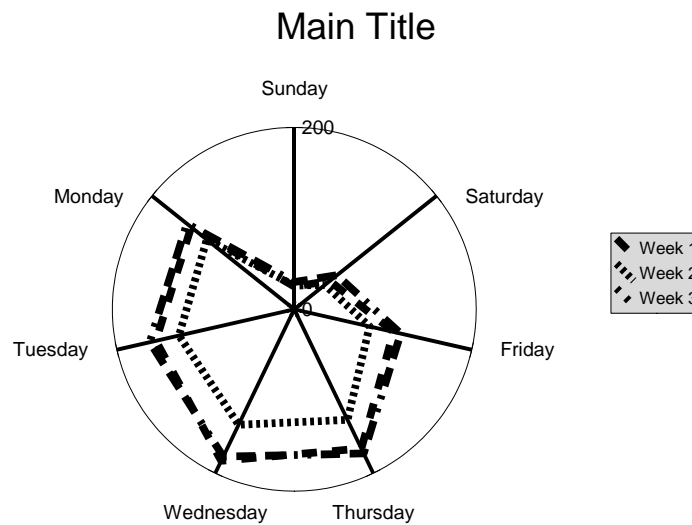 Main Title
Sunday
200
Monday
Saturday
Week 1
Week 2
Week 3
0
Tuesday
Friday
Wednesday
Thursday